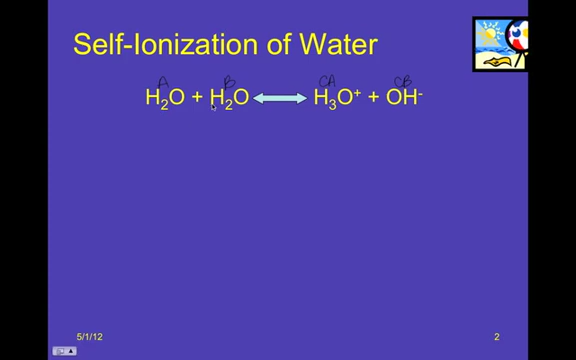 Self-Ionization of Water
A B CA CB
H₂O + H₂O ⟷ H₃O⁺ + OH⁻
5/1/12 2